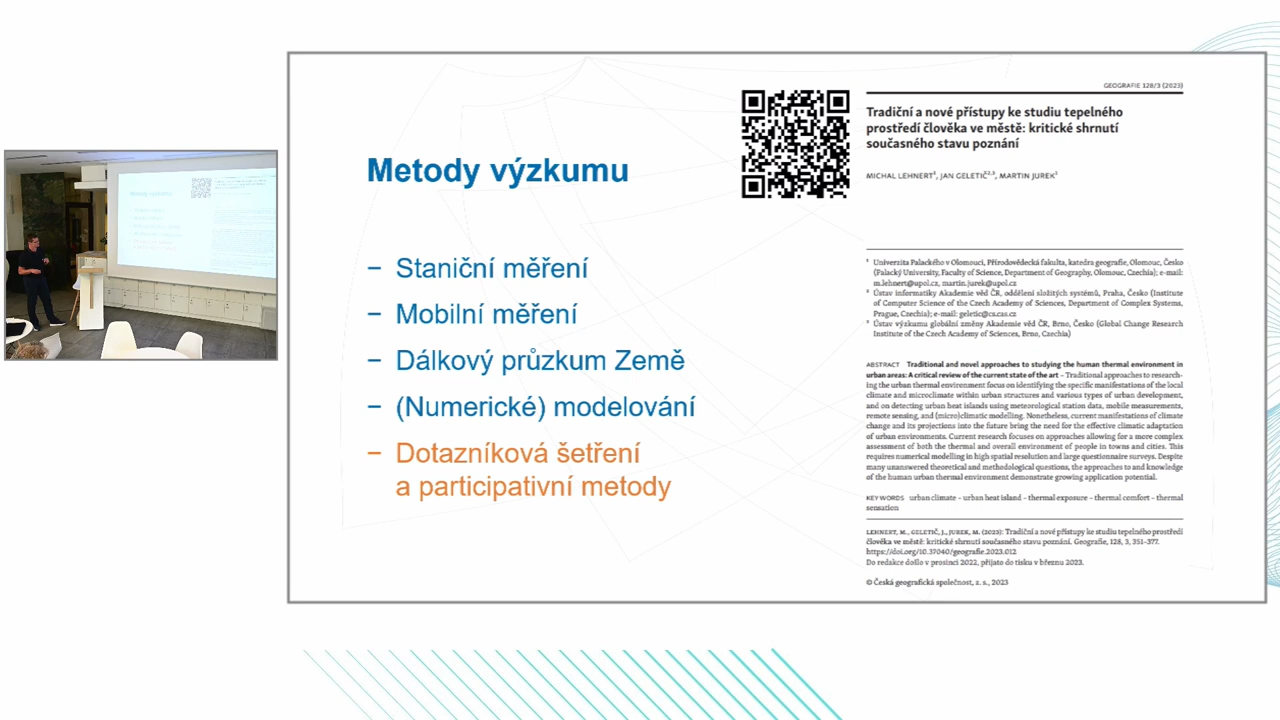 Metody výzkumu
– Staniční měření
– Mobilní měření
– Dálkový průzkum Země
– (Numerické) modelování
– Dotazníková šetření
a participativní metody
GEOGRAFIE 128/3 (2023)
Tradiční a nové přístupy ke studiu tepelného
prostředí člověka ve městě: kritické shrnutí
současného stavu poznání
MICHAL LEHNERT¹, JAN GELETIČ²,³, MARTIN JUREK¹
¹ Univerzita Palackého v Olomouci, Přírodovědecká fakulta, katedra geografie, Olomouc, Česko
(Palacký University, Faculty of Science, Department of Geography, Olomouc, Czechia); e-mail:
m.lehnert@upol.cz, martin.jurek@upol.cz
² Ústav informatiky Akademie věd ČR, oddělení složitých systémů, Praha, Česko (Institute
of Computer Science of the Czech Academy of Sciences, Department of Complex Systems,
Prague, Czechia); e-mail: geletic@cs.cas.cz
³ Ústav výzkumu globální změny Akademie věd ČR, Brno, Česko (Global Change Research
Institute of the Czech Academy of Sciences, Brno, Czechia)
ABSTRACT Traditional and novel approaches to studying the human thermal environment in
urban areas: A critical review of the current state of the art – Traditional approaches to research-
ing the urban thermal environment focus on identifying the specific manifestations of the local
climate and microclimate within urban structures and various types of urban development,
and on detecting urban heat islands using meteorological station data, mobile measurements,
remote sensing, and (micro)climatic modelling. Nonetheless, current manifestations of climate
change and its projections into the future bring the need for the effective climatic adaptation
of urban environments. Current research focuses on approaches allowing for a more complex
assessment of both the thermal and overall environment of people in towns and cities. This
requires numerical modelling in high spatial resolution and large questionnaire surveys. Despite
many unanswered theoretical and methodological questions, the approaches to and knowledge
of the human urban thermal environment demonstrate growing application potential.
KEY WORDS urban climate – urban heat island – thermal exposure – thermal comfort – thermal
sensation
LEHNERT, M., GELETIČ, J., JUREK, M. (2023): Tradiční a nové přístupy ke studiu tepelného prostředí
člověka ve městě: kritické shrnutí současného stavu poznání. Geografie, 128, 3, 351–377.
https://doi.org/10.37040/geografie.2023.012
Do redakce došlo v prosinci 2022, přijato do tisku v březnu 2023.
© Česká geografická společnost, z. s., 2023